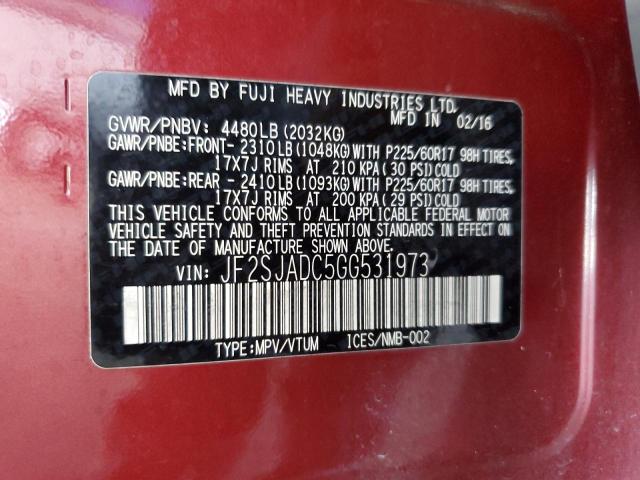 MFD BY FUJI HEAVY INDUSTRIES LTD.
MFD IN 02/16
GVWR/PNBV: 4480LB(2032KG)
GAWR/PNBE:FRONT- 2310LB(1048KG)WITH P225/60R17 98H TIRES,
17X7J RIMS AT 210 KPA(30 PSI)COLD
GAWR/PNBE:REAR - 2410LB(1093KG)WITH P225/60R17 98H TIRES,
17X7J RIMS AT 200 KPA(29 PSI)COLD
THIS VEHICLE CONFORMS TO ALL APPLICABLE FEDERAL MOTOR
VEHICLE SAFETY AND THEFT PREVENTION STANDARDS IN EFFECT
ON THE DATE OF MANUFACTURE SHOWN ABOVE.
VIN: JF2SJADC5GG531973
TYPE:MPV/VTUM ICES/NMB-002